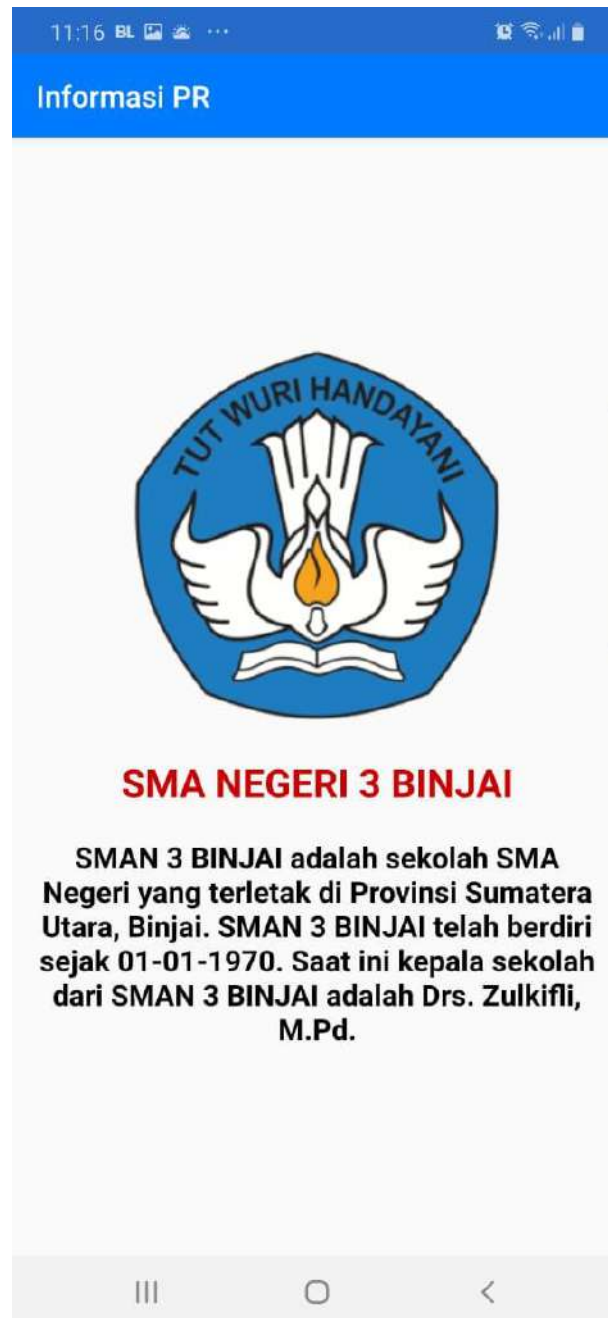 11:16 BL ...
Informasi PR
TUT WURI HANDAYANI
SMA NEGERI 3 BINJAI
SMAN 3 BINJAI adalah sekolah SMA
Negeri yang terletak di Provinsi Sumatera
Utara, Binjai. SMAN 3 BINJAI telah berdiri
sejak 01-01-1970. Saat ini kepala sekolah
dari SMAN 3 BINJAI adalah Drs. Zulkifli,
M.Pd.